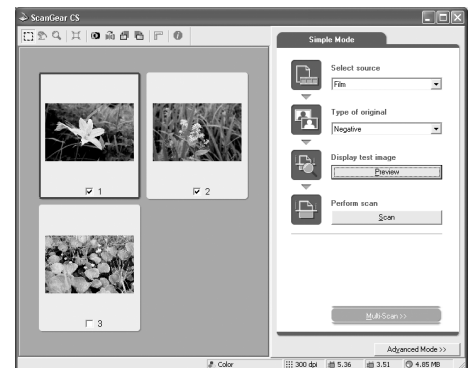 ScanGear CS
Simple Mode
Select source
Film
Type of original
Negative
Display test image
Preview
Perform scan
Scan
1
2
3
Multi-Scan >>
Advanced Mode >>
Color
300 dpi
5.36
3.51
4.85 MB